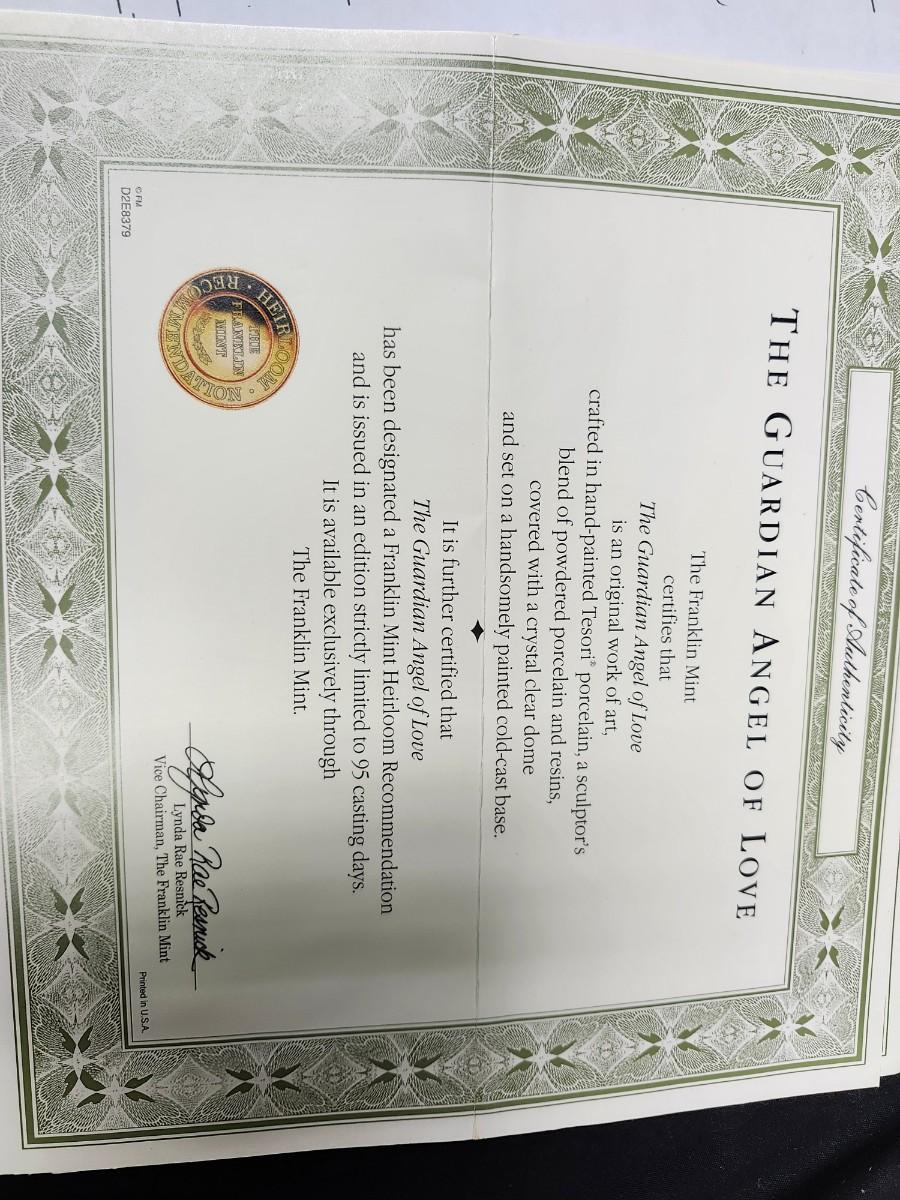 Certificate of Authenticity
THE GUARDIAN ANGEL OF LOVE
The Franklin Mint
certifies that
The Guardian Angel of Love
is an original work of art,
crafted in hand-painted Tesori® porcelain, a sculptor's
blend of powdered porcelain and resins,
covered with a crystal clear dome
and set on a handsomely painted cold-cast base.
It is further certified that
The Guardian Angel of Love
has been designated a Franklin Mint Heirloom Recommendation
and is issued in an edition strictly limited to 95 casting days.
It is available exclusively through
The Franklin Mint.
HEIRLOOM · RECOMMENDATION ·
THE
FRANKLIN
MINT
Lynda Rae Resnick
Lynda Rae Resnick
Vice Chairman, The Franklin Mint
© FM
D2E8379
Printed in U.S.A.